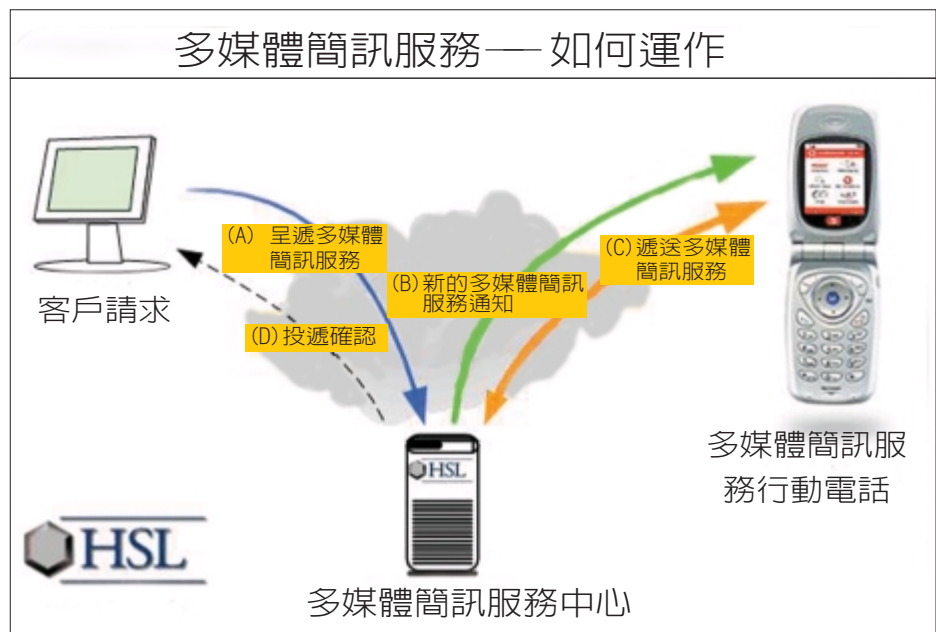 多媒體簡訊服務——如何運作
(A) 呈遞多媒體
簡訊服務
(B)新的多媒體簡訊
服務通知
(C)遞送多媒體
簡訊服務
(D)投遞確認
客戶請求
多媒體簡訊服
務行動電話
HSL
HSL
多媒體簡訊服務中心